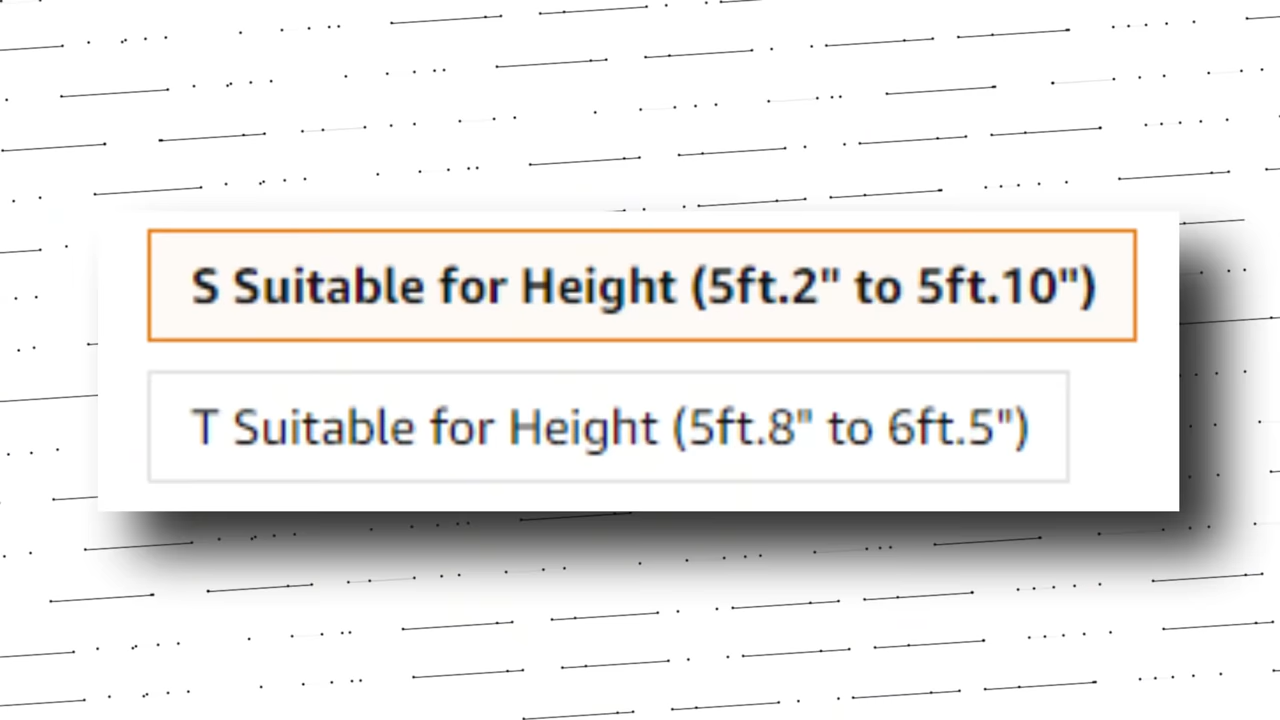 S Suitable for Height (5ft.2" to 5ft.10")
T Suitable for Height (5ft.8" to 6ft.5")